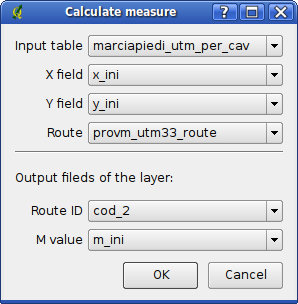 Calculate measure
Input table marciapiedi_utm_per_cav
X field x_ini
Y field y_ini
Route provm_utm33_route
Output fileds of the layer:
Route ID cod_2
M value m_ini
OK Cancel